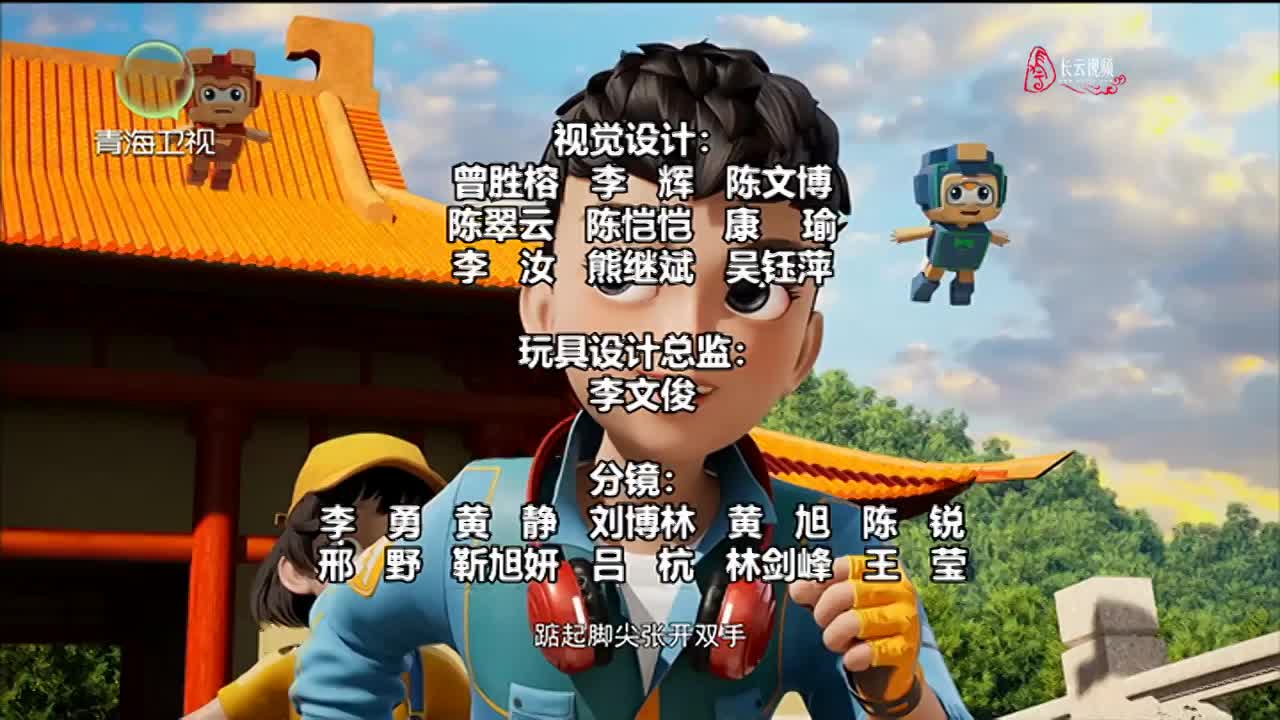 青海卫视
长云视频
视觉设计：
曾胜榕 李 辉 陈文博
陈翠云 陈恺恺 康 瑜
李 汝 熊继斌 吴钰萍
玩具设计总监：
李文俊
分镜：
李 勇 黄 静 刘博林 黄 旭 陈 锐
邢 野 靳旭妍 吕 杭 林剑峰 王 莹
踮起脚尖张开双手